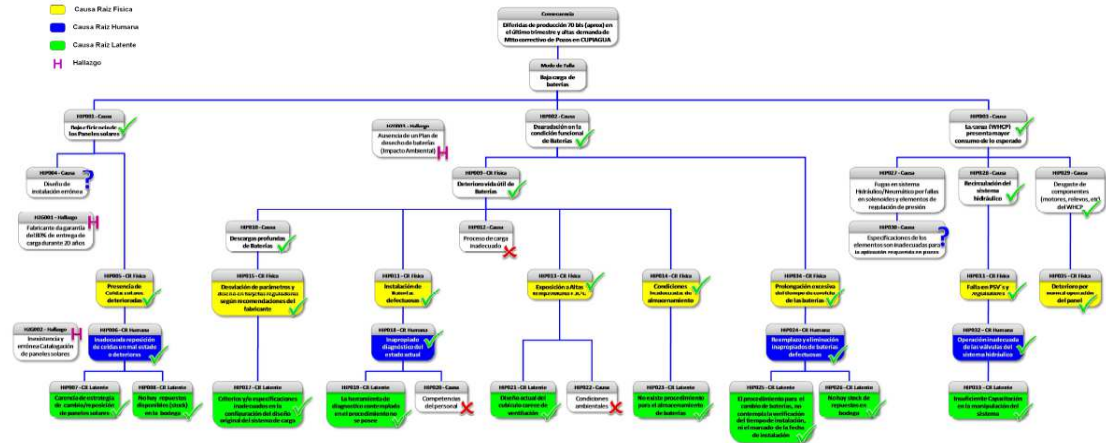 Causa Raiz Física
Causa Raiz Humana
Causa Raiz Latente
H Hallazgo
Consecuencia
Diferidas de producción 70 bls (aprox) en
el último trimestre y altas demanda de
Mtto correctivo de Pozos en CUPIAGUA
Modo de Falla
Baja carga de
baterías
HIP001 - Causa
Baja eficiencia de
los Paneles solares
HIP002 - Causa
Degradación en la
condición funcional de
Baterías
HIP003 - Causa
La carga (WHCP)
presenta mayor
consumo de lo esperado
Hallazgo
Ausencia de un Plan de
desecho de baterías
(Impacto Ambiental)
H
HIP004 - Causa
Diseño de
instalación errónea
?
HIP009 - CR Física
Deterioro vida útil de
Baterías
HIP027 - Causa
Fugas en sistema
Hidráulico/Neumático por fallas
en solenoides y elementos de
regulación de presión
HIP028 - Causa
Recirculación del
sistema
hidráulico
HIP029 - Causa
Desgaste de
componentes
(motores, relevos, etc)
del WHCP
HJG001 - Hallazgo
Fabricante da garantía
del 80% de entrega de
carga durante 20 años
H
HIP010 - Causa
Descargas profundas
de Baterías
HIP012 - Causa
Proceso de carga
inadecuado
HIP030 - Causa
Especificaciones de los
elementos son inadecuadas para
la aplicación requerida en pozos
?
HIP005 - CR Física
Presencia de
Celdas solares
deterioradas
HIP015 - CR Física
Desviación de parámetros y
según recomendaciones del
fabricante
HIP011 - CR Física
Instalación de
Baterías
defectuosas
CR Física
Exposición a Altas
HIP014 - CR Física
Condiciones
inadecuadas de
almacenamiento
CR Física
Prolongación excesiva
del tiempo de servicio
de las baterías
CR Física
Falla en PSV´s y
reguladores
CR Física
Deterioro por
normal operación
del panel
HJG002 - Hallazgo
Inexistencia y
errónea Catalogación
de paneles solares
H
HIP006 - CR Humana
Inadecuada reposición
de celdas en mal estado
o deterioros
HIP018 - CR Humana
Inapropiado
diagnóstico del
estado actual
HIP024 - CR Humana
Reemplazo y eliminación
inapropiados de baterías
defectuosas
HIP032 - CR Humana
Operación inadecuada
de las válvulas del
sistema hidráulico
HIP007 - CR Latente
Carencia de estrategia
de cambio/reposición
de paneles solares
HIP008 - CR Latente
No hay repuestos
disponibles (stock)
en la bodega
HIP017 - CR Latente
Criterios y/o especificaciones
inadecuados en la
configuración del diseño
original del sistema de carga
HIP019 - CR Latente
La herramienta de
diagnostico contemplada
en el procedimiento no
se posee
HIP020 - Causa
Competencias
del personal
HIP021 - CR Latente
Diseño actual del
cubículo carece de
ventilación
HIP022 - Causa
Condiciones
ambientales
HIP023 - CR Latente
No existe procedimiento
para el almacenamiento
de baterías
HIP025 - CR Latente
El procedimiento para el
cambio de baterías, no
contempla la verificación
del tiempo de instalación,
ni el marcado de la fecha
de instalación
HIP026 - CR Latente
No hay stock de
repuestos en
bodega
HIP033 - CR Latente
Insuficiente Capacitación
en la manipulación del
sistema